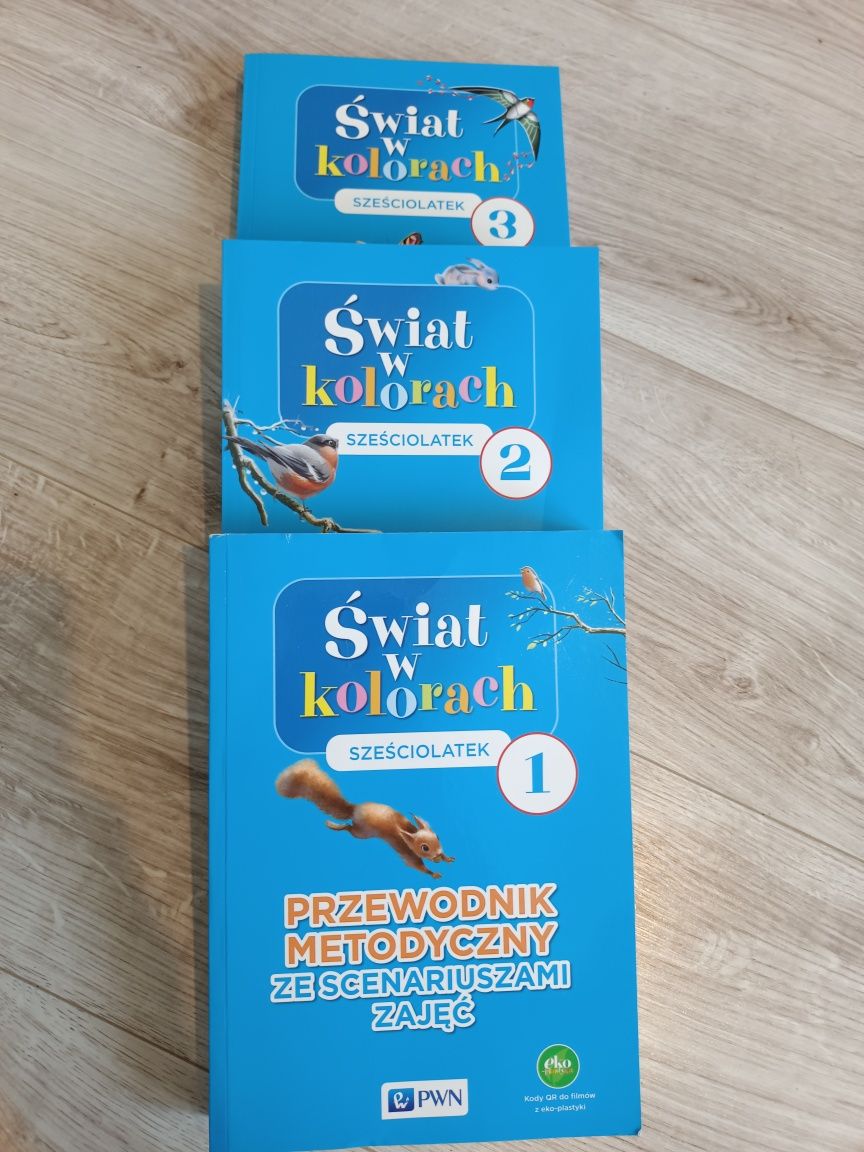 Świat
w
kolorach
SZEŚCIOLATEK
3
Świat
w
kolorach
SZEŚCIOLATEK
2
Świat
w
kolorach
SZEŚCIOLATEK
1
PRZEWODNIK
METODYCZNY
ZE SCENARIUSZAMI
ZAJĘĆ
PWN
eko
Kody QR do filmów
z eko-plastyki